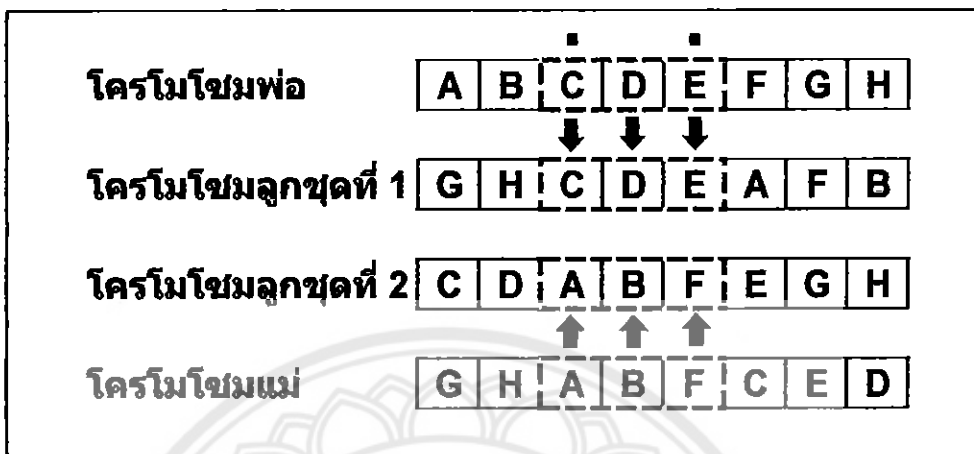 โครโมโซมพ่อ A B C D E F G H
โครโมโซมลูกชุดที่ 1 G H C D E A F B
โครโมโซมลูกชุดที่ 2 C D A B F E G H
โครโมโซมแม่ G H A B F C E D